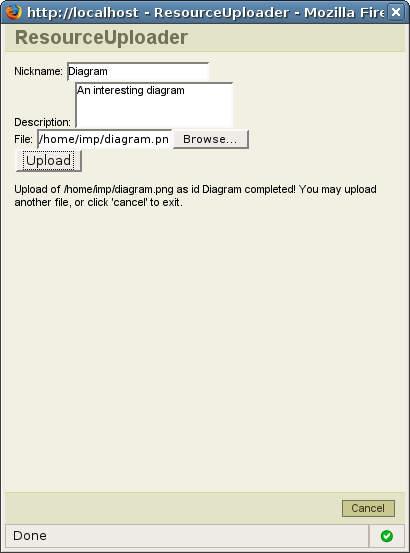 http://localhost - ResourceUploader - Mozilla Fire
ResourceUploader
Nickname: Diagram
An interesting diagram
Description:
File: /home/imp/diagram.pn Browse...
Upload
Upload of /home/imp/diagram.png as id Diagram completed! You may upload
another file, or click 'cancel' to exit.
Cancel
Done